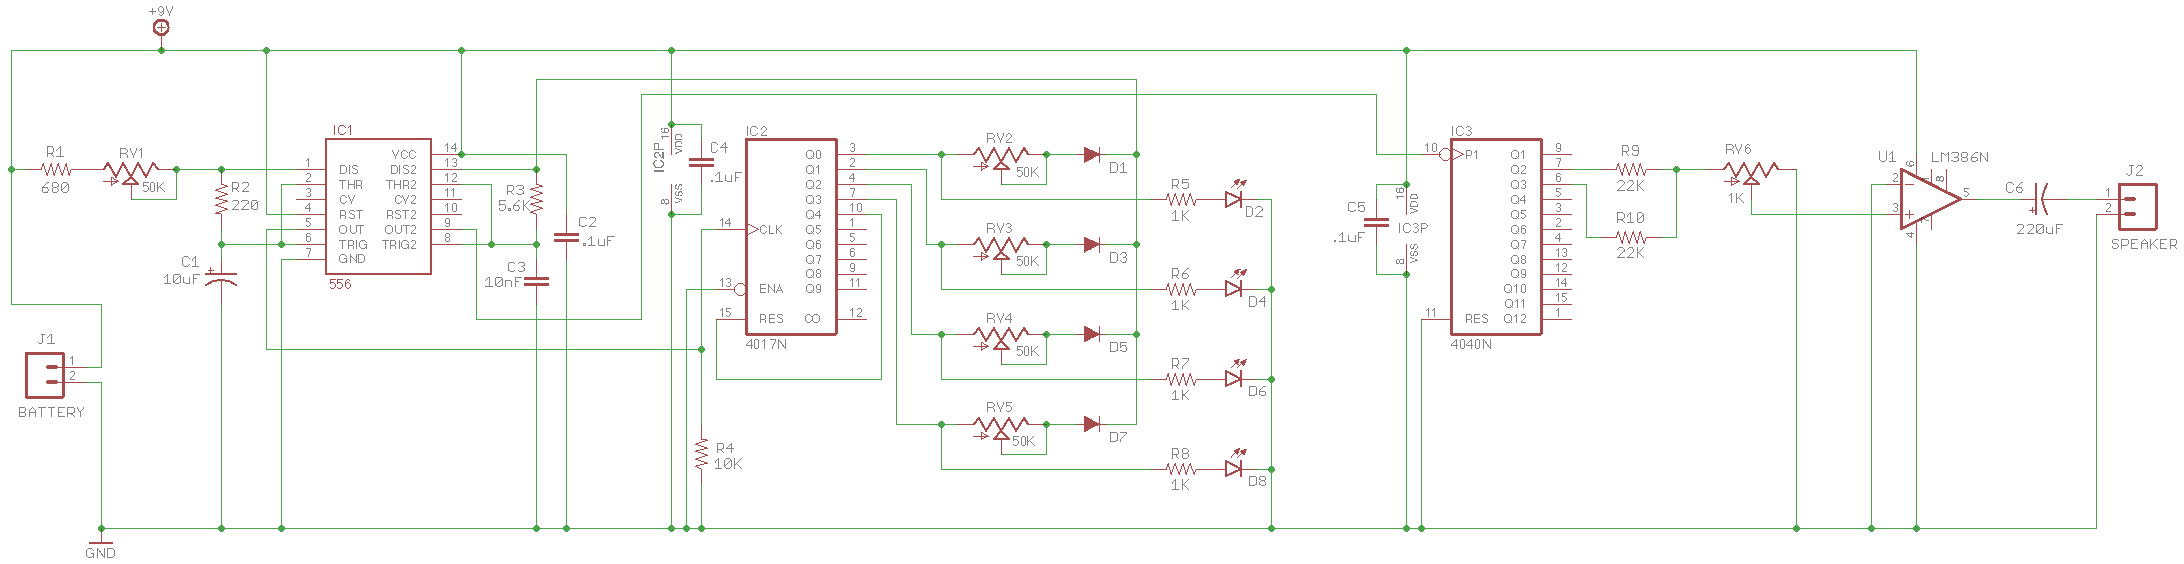 +9V
R1
680
RV1
50K
R2
220
C1
10uF
J1
1
2
BATTERY
GND
IC1
1 DIS VCC 14
2 THR DIS2 13
3 CV THR2 12
4 RST CV2 11
5 OUT RST2 10
6 TRIG OUT2 9
7 GND TRIG2 8
556
R3
5.6K
C3
10nF
C2
.1uF
IC2P
16
VDD
VSS
8
C4
.1uF
R4
10K
IC2
14 CLK
13 ENA
15 RES
Q0 3
Q1 2
Q2 4
Q3 7
Q4 10
Q5 1
Q6 5
Q7 6
Q8 9
Q9 11
CO 12
4017N
RV2
50K
D1
R5
1K
D2
RV3
50K
D3
R6
1K
D4
RV4
50K
D5
R7
1K
D6
RV5
50K
D7
R8
1K
D8
C5
.1uF
16
VDD
IC3P
VSS
8
IC3
10 P1
11 RES
Q1 9
Q2 7
Q3 6
Q4 5
Q5 3
Q6 2
Q7 4
Q8 13
Q9 12
Q10 14
Q11 15
Q12 1
4040N
R9
22K
R10
22K
RV6
1K
U1
LM386N
6
1
8
2
3
5
7
4
C6
220uF
J2
1
2
SPEAKER